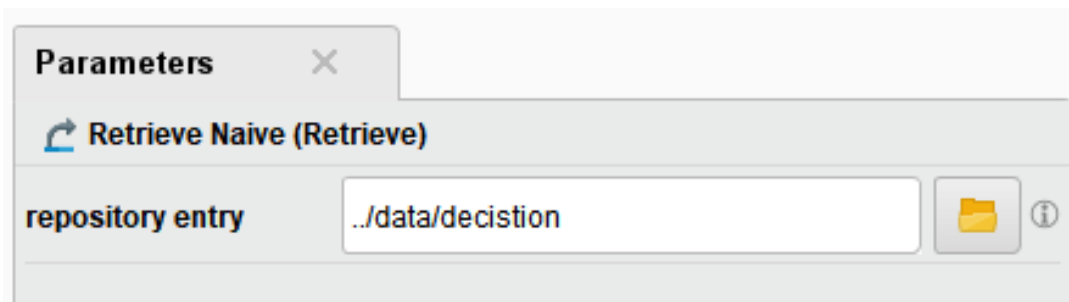 Parameters
Retrieve Naive (Retrieve)
repository entry ../data/decistion